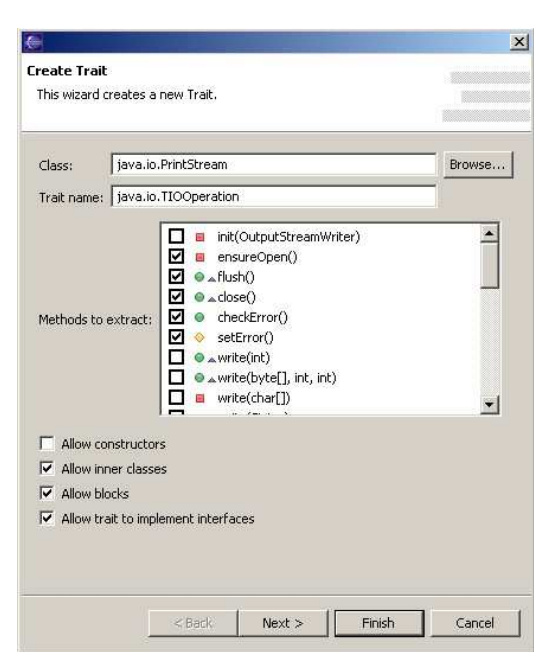 Create Trait
This wizard creates a new Trait.
Class: java.io.PrintStream Browse...
Trait name: java.io.TIOOperation
Methods to extract:
init(OutputStreamWriter)
ensureOpen()
flush()
close()
checkError()
setError()
write(int)
write(byte[], int, int)
write(char[])
Allow constructors
Allow inner classes
Allow blocks
Allow trait to implement interfaces
< Back Next > Finish Cancel